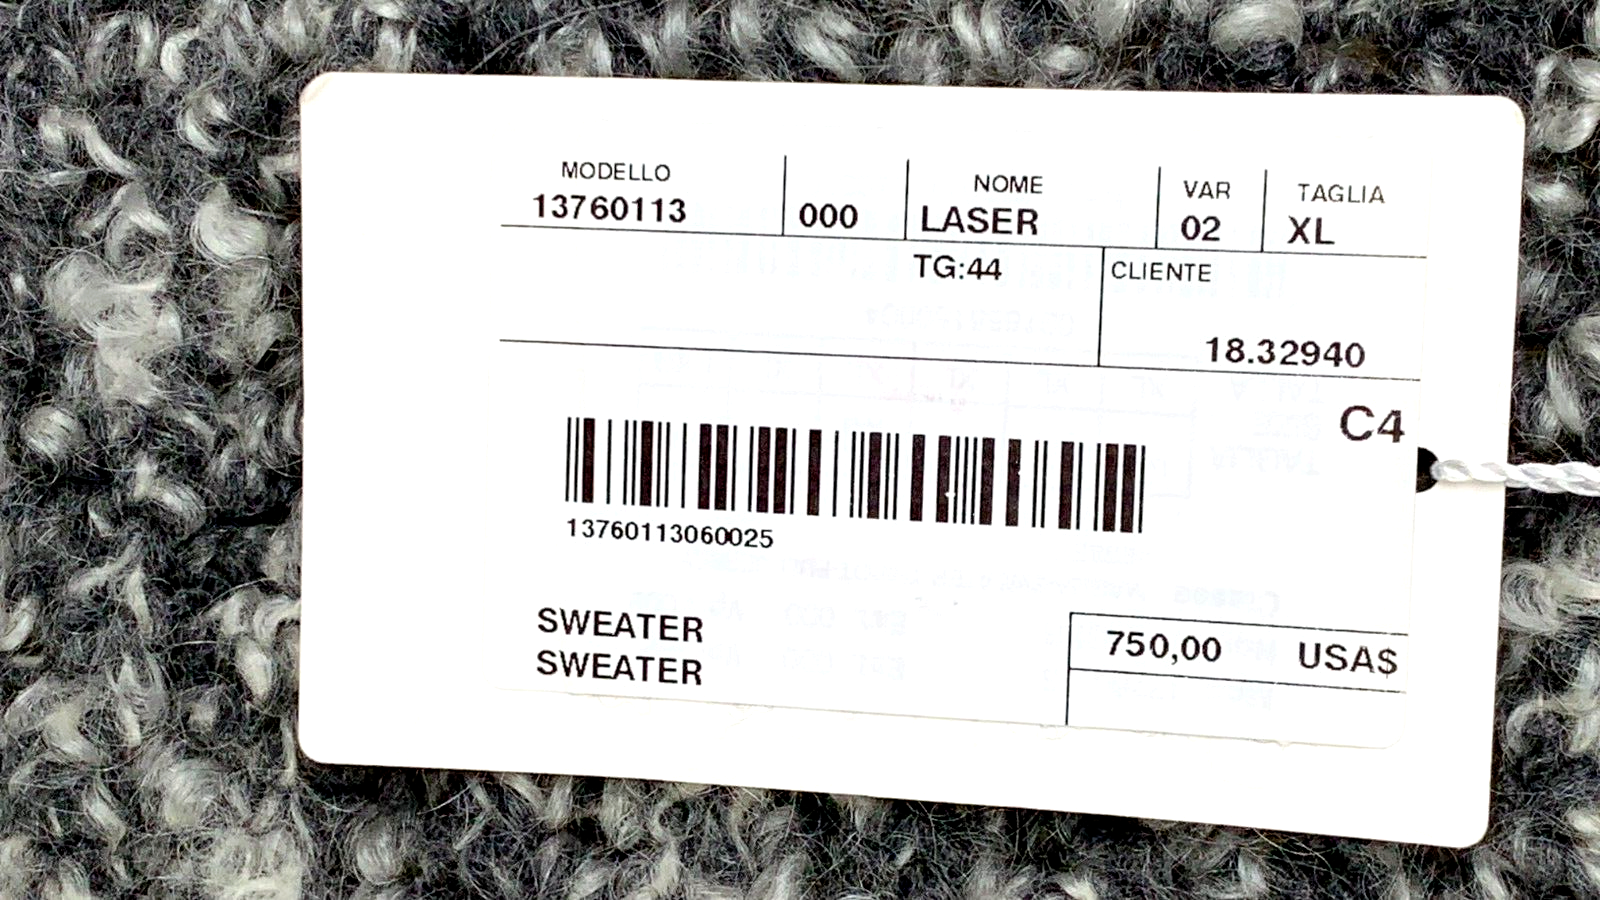 MODELLO NOME VAR TAGLIA
13760113 000 LASER 02 XL
TG:44 CLIENTE
18.32940
C4
13760113060025
SWEATER
SWEATER
750,00 USA$